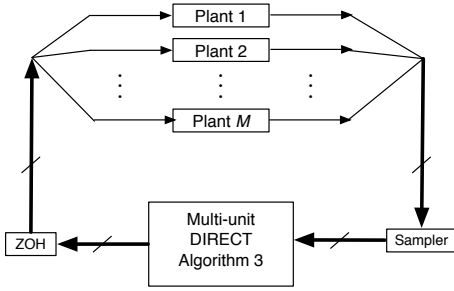 Plant 1
Plant 2
Plant M
Multi-unit
DIRECT
Algorithm 3
ZOH
Sampler